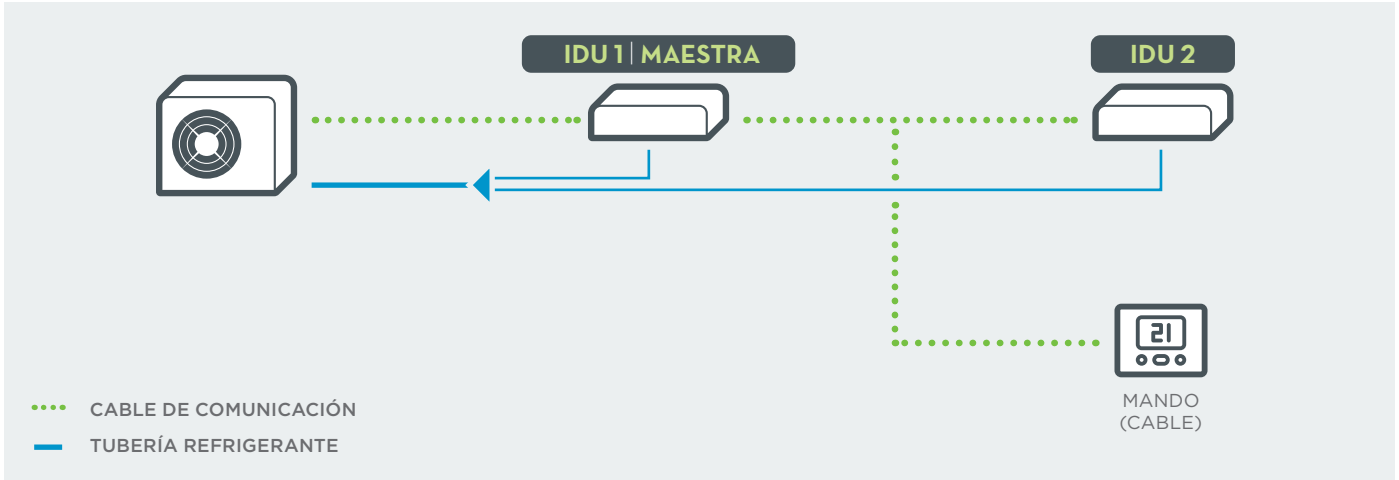 IDU 1 | MAESTRA
IDU 2
21
MANDO
(CABLE)
CABLE DE COMUNICACIÓN
TUBERÍA REFRIGERANTE